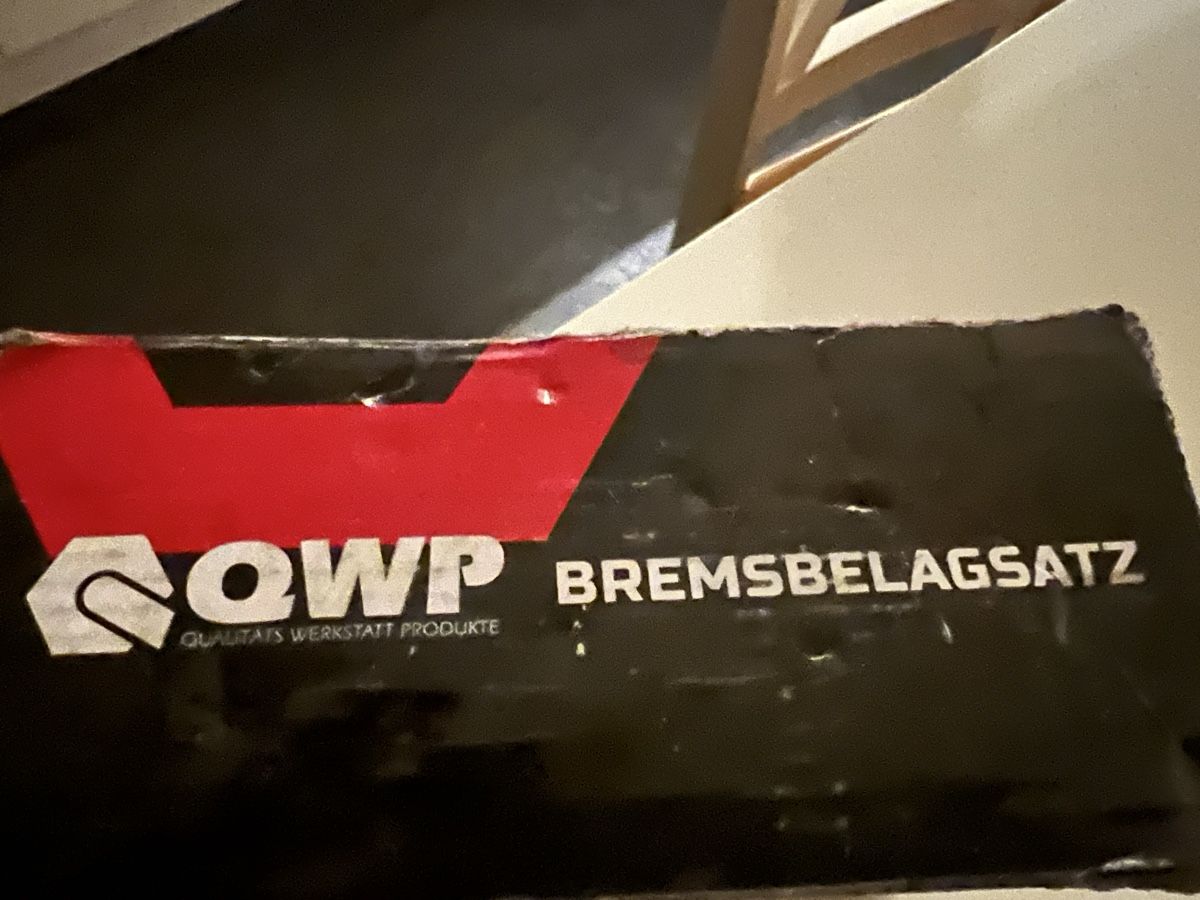 QWP
QUALITÄTS WERKSTATT PRODUKTE
BREMSBELAGSATZ